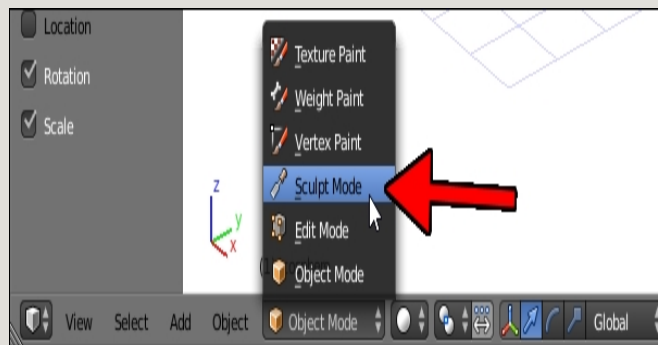 Location
Rotation
Scale
Texture Paint
Weight Paint
Vertex Paint
Sculpt Mode
Edit Mode
Object Mode
z
y
x
(1
View Select Add Object Object Mode Global